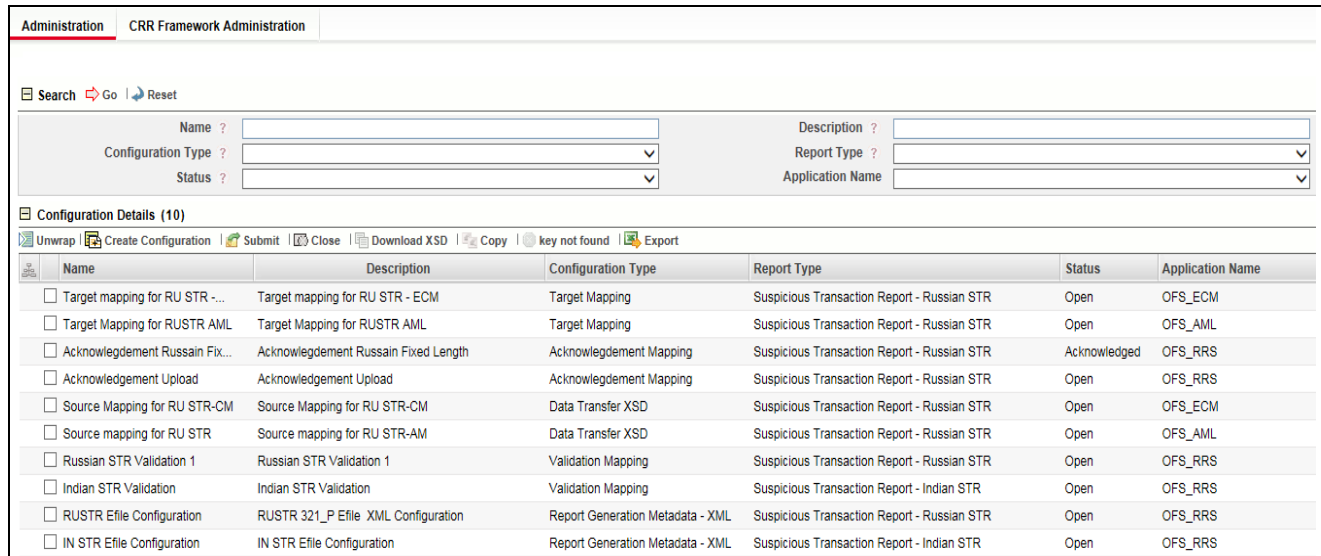 Administration CRR Framework Administration
Search Go Reset
Name ? Description ?
Configuration Type ? Report Type ?
Status ? Application Name
Configuration Details (10)
Unwrap Create Configuration Submit Close Download XSD Copy key not found Export
Name Description Configuration Type Report Type Status Application Name
Target mapping for RU STR -... Target mapping for RU STR - ECM Target Mapping Suspicious Transaction Report - Russian STR Open OFS_ECM
Target Mapping for RUSTR AML Target Mapping for RUSTR AML Target Mapping Suspicious Transaction Report - Russian STR Open OFS_AML
Acknowlegdement Russain Fix... Acknowlegdement Russain Fixed Length Acknowlegdement Mapping Suspicious Transaction Report - Russian STR Acknowledged OFS_RRS
Acknowledgement Upload Acknowledgement Upload Acknowlegdement Mapping Suspicious Transaction Report - Russian STR Open OFS_RRS
Source Mapping for RU STR-CM Source Mapping for RU STR-CM Data Transfer XSD Suspicious Transaction Report - Russian STR Open OFS_ECM
Source mapping for RU STR Source mapping for RU STR-AM Data Transfer XSD Suspicious Transaction Report - Russian STR Open OFS_AML
Russian STR Validation 1 Russian STR Validation 1 Validation Mapping Suspicious Transaction Report - Russian STR Open OFS_RRS
Indian STR Validation Indian STR Validation Validation Mapping Suspicious Transaction Report - Indian STR Open OFS_RRS
RUSTR Efile Configuration RUSTR 321_P Efile XML Configuration Report Generation Metadata - XML Suspicious Transaction Report - Russian STR Open OFS_RRS
IN STR Efile Configuration IN STR Efile Configuration Report Generation Metadata - XML Suspicious Transaction Report - Indian STR Open OFS_RRS